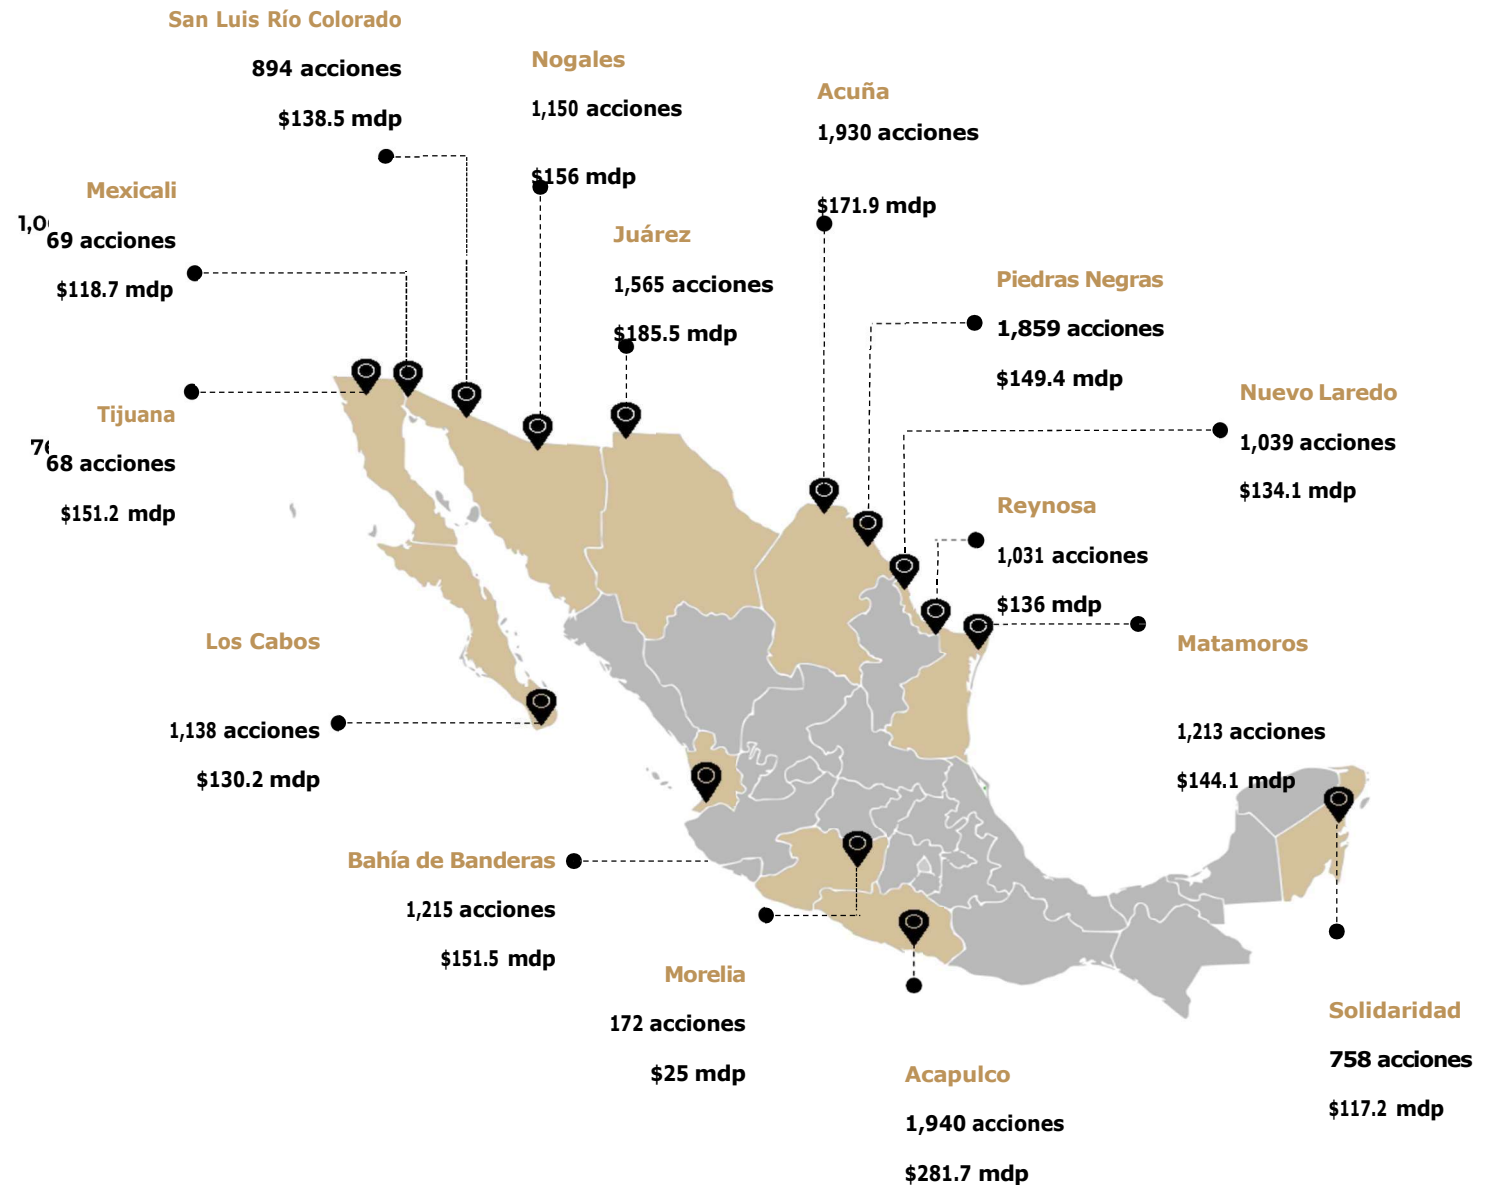 San Luis Río Colorado
894 acciones
$138.5 mdp
Nogales
1,150 acciones
$156 mdp
Acuña
1,930 acciones
$171.9 mdp
Mexicali
1,069 acciones
$118.7 mdp
Juárez
1,565 acciones
$185.5 mdp
Piedras Negras
1,859 acciones
$149.4 mdp
Tijuana
768 acciones
$151.2 mdp
Nuevo Laredo
1,039 acciones
$134.1 mdp
Reynosa
1,031 acciones
$136 mdp
Los Cabos
1,138 acciones
$130.2 mdp
Matamoros
1,213 acciones
$144.1 mdp
Bahía de Banderas
1,215 acciones
$151.5 mdp
Morelia
172 acciones
$25 mdp
Acapulco
1,940 acciones
$281.7 mdp
Solidaridad
758 acciones
$117.2 mdp